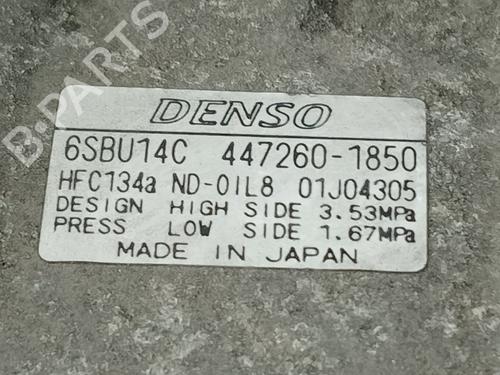 B-PARTS
DENSO
6SBU14C 447260-1850
HFC134a ND-OIL8 01J04305
DESIGN HIGH SIDE 3.53MPa
PRESS LOW SIDE 1.67MPa
MADE IN JAPAN